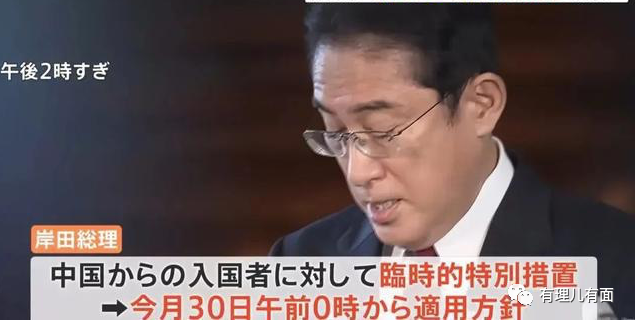 午後2時すぎ
岸田総理
中国からの入国者に対して臨時的特別措置
➡今月30日午前0時から適用方針
有理儿有面